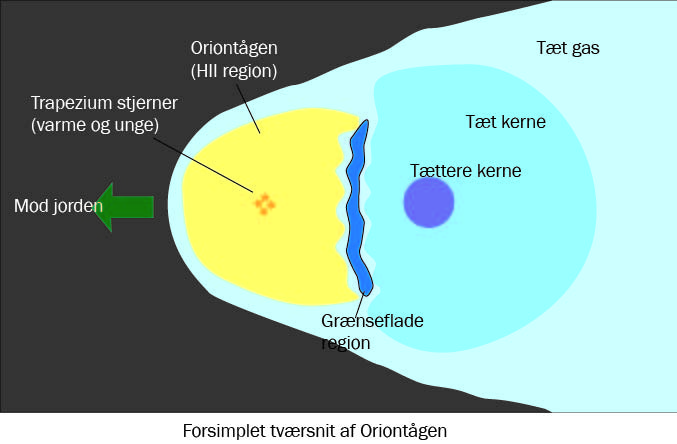 Oriontågen
(HII region)
Tæt gas
Trapezium stjerner
(varme og unge)
Tæt kerne
Tættere kerne
Mod jorden
Grænseflade
region
Forsimplet tværsnit af Oriontågen